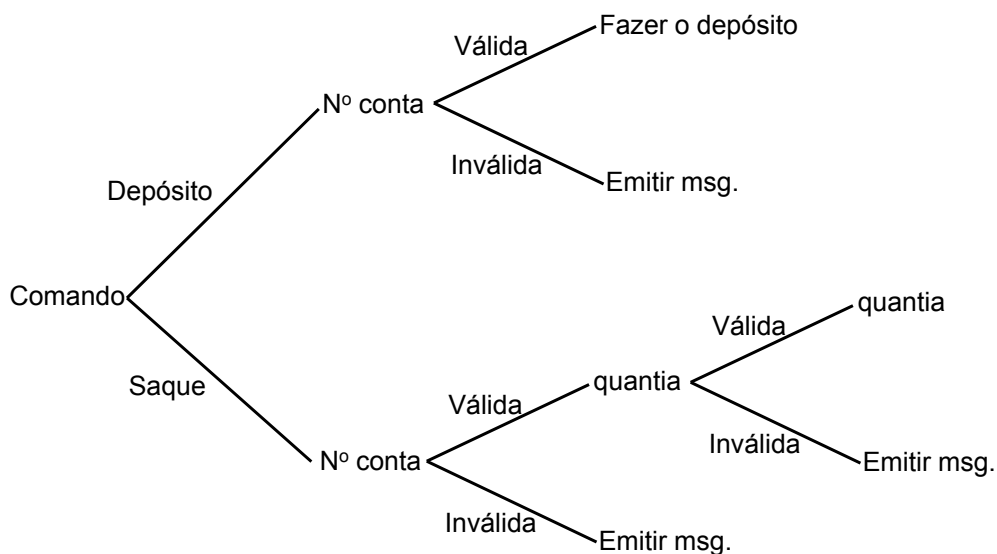 Fazer o depósito
Válida
Nº conta
Inválida
Emitir msg.
Depósito
Comando
quantia
Válida
Saque
quantia
Válida
Inválida
Emitir msg.
Nº conta
Inválida
Emitir msg.